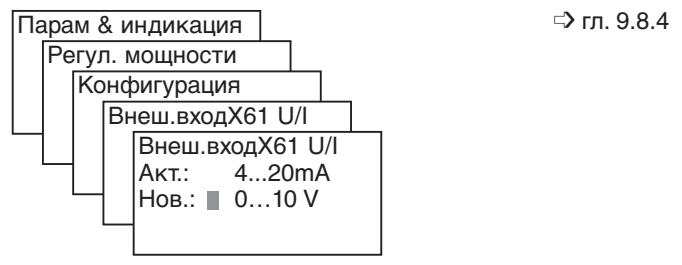 Парам & индикация
⇨ гл. 9.8.4
Регул. мощности
Конфигурация
Внеш.входX61 U/I
Внеш.входX61 U/I
Акт.: 4...20mA
Нов.: 0…10 V